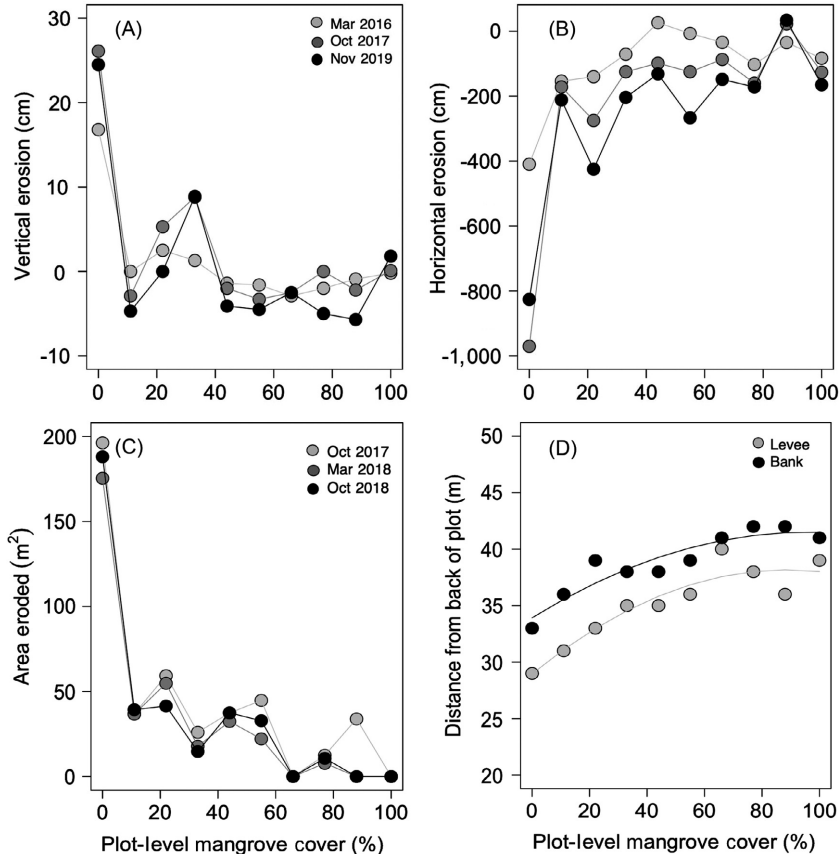 (A)
Mar 2016
Oct 2017
Nov 2019
30
20
10
0
-10
Vertical erosion (cm)
0 20 40 60 80 100
(B)
0
-200
-400
-600
-800
-1,000
Horizontal erosion (cm)
0 20 40 60 80 100
(C)
Oct 2017
Mar 2018
Oct 2018
200
150
100
50
0
Area eroded (m²)
0 20 40 60 80 100
Plot-level mangrove cover (%)
(D)
Levee
Bank
50
45
40
35
30
25
20
Distance from back of plot (m)
0 20 40 60 80 100
Plot-level mangrove cover (%)